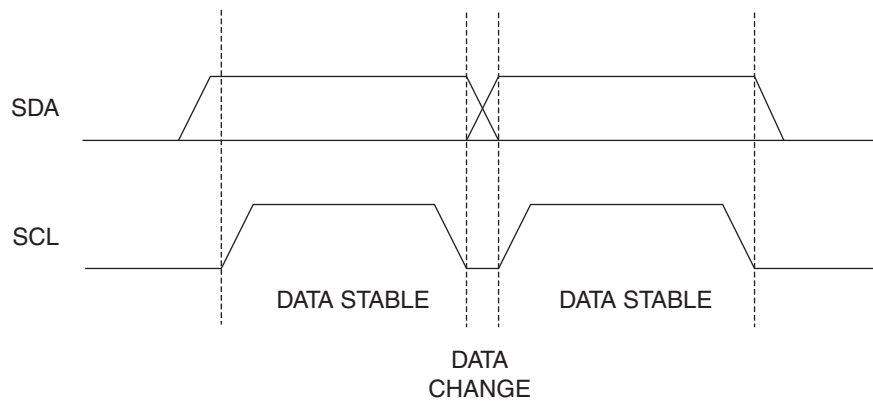 SDA
SCL
DATA STABLE
DATA STABLE
DATA
CHANGE